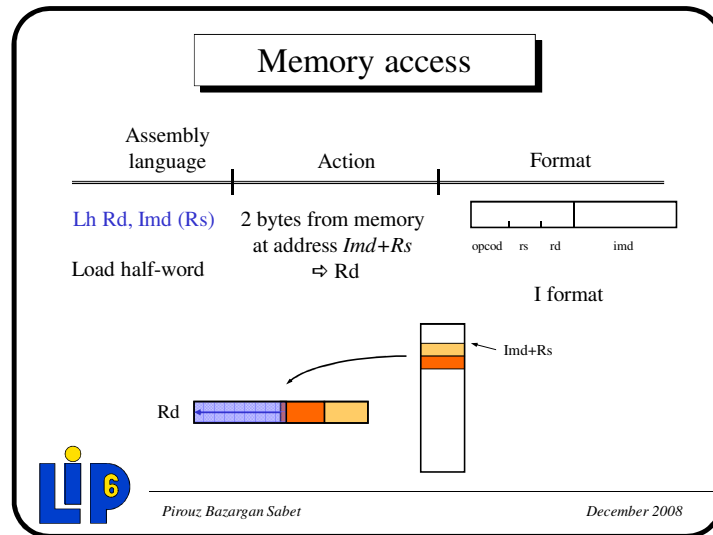 Memory access
Assembly
language
Action
Format
Lh Rd, Imd (Rs)
Load half-word
2 bytes from memory
at address Imd+Rs
⇨ Rd
opcod rs rd imd
I format
Imd+Rs
Rd
LIP6
Pirouz Bazargan Sabet
December 2008